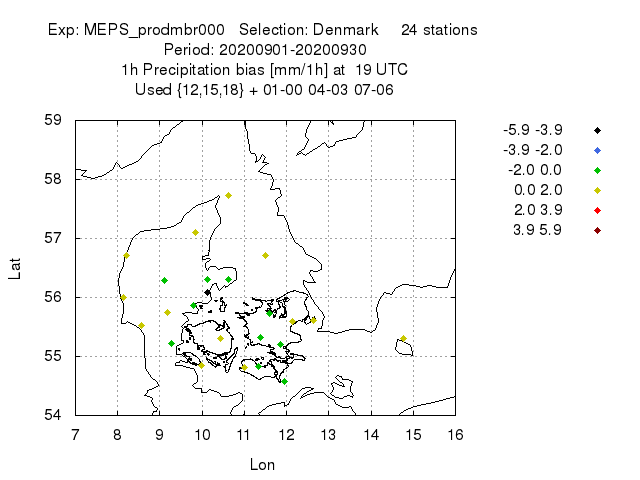 Exp: MEPS_prodmbr000 Selection: Denmark 24 stations
Period: 20200901-20200930
1h Precipitation bias [mm/1h] at 19 UTC
Used {12,15,18} + 01-00 04-03 07-06
-5.9 -3.9
-3.9 -2.0
-2.0 0.0
0.0 2.0
2.0 3.9
3.9 5.9
Lat
59
58
57
56
55
54
7 8 9 10 11 12 13 14 15 16
Lon